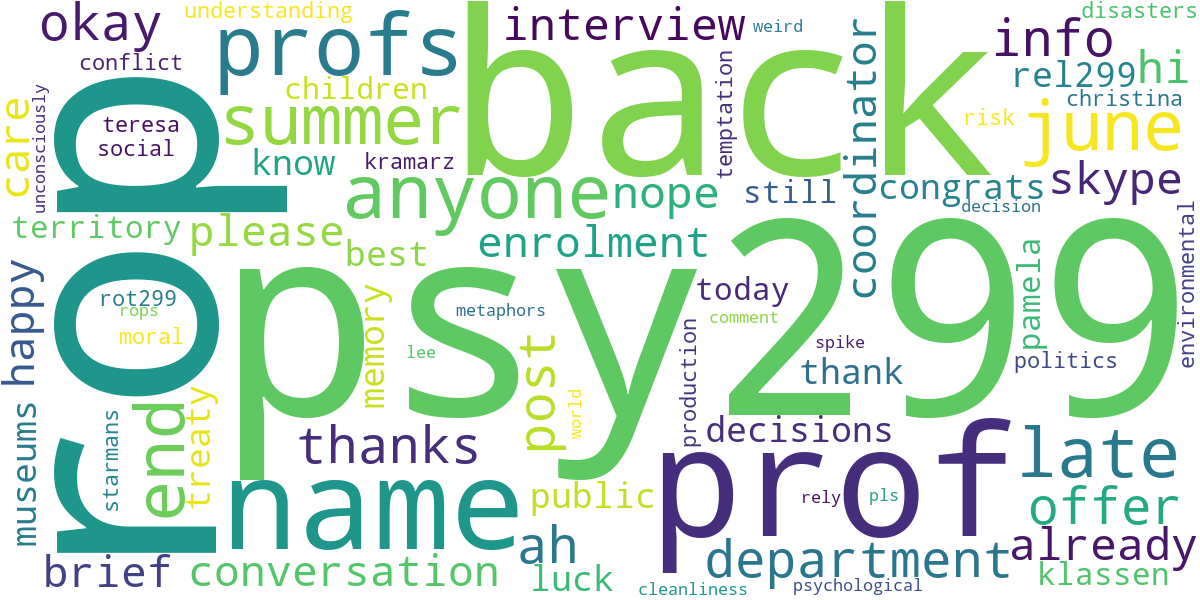 understanding
okay
conflict
profs
interview
weird
disasters
info
hi
rel299
christina
back
coordinator
temptation
care
unconsciously
teresa
social
children
summer
know
kramarz
risk
june
rop
anyone
nope
still
congrats
decision
skype
territory
please
best
enrolment
environmental
pamela
happy
rot299
rops
moral
memory
psy299
metaphors
lee
today
comment
spike
thank
politics
production
post
world
museums
starmans
end
treaty
thanks
name
public
decisions
prof
rely
pls
late
offer
already
department
ah
brief
conversation
luck
cleanliness
psychological
klassen